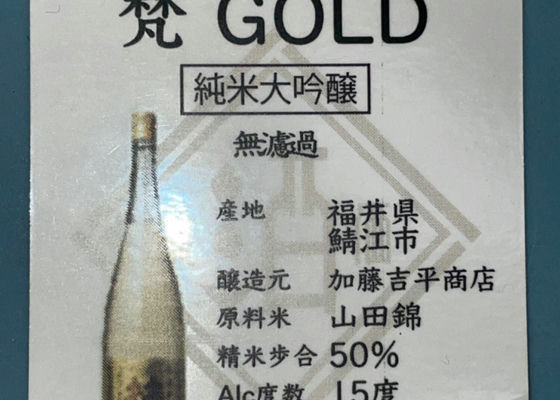 梵 GOLD
純米大吟醸
無濾過
産地 福井県
鯖江市
醸造元 加藤吉平商店
原料米 山田錦
精米歩合 50%
Alc度数 15度